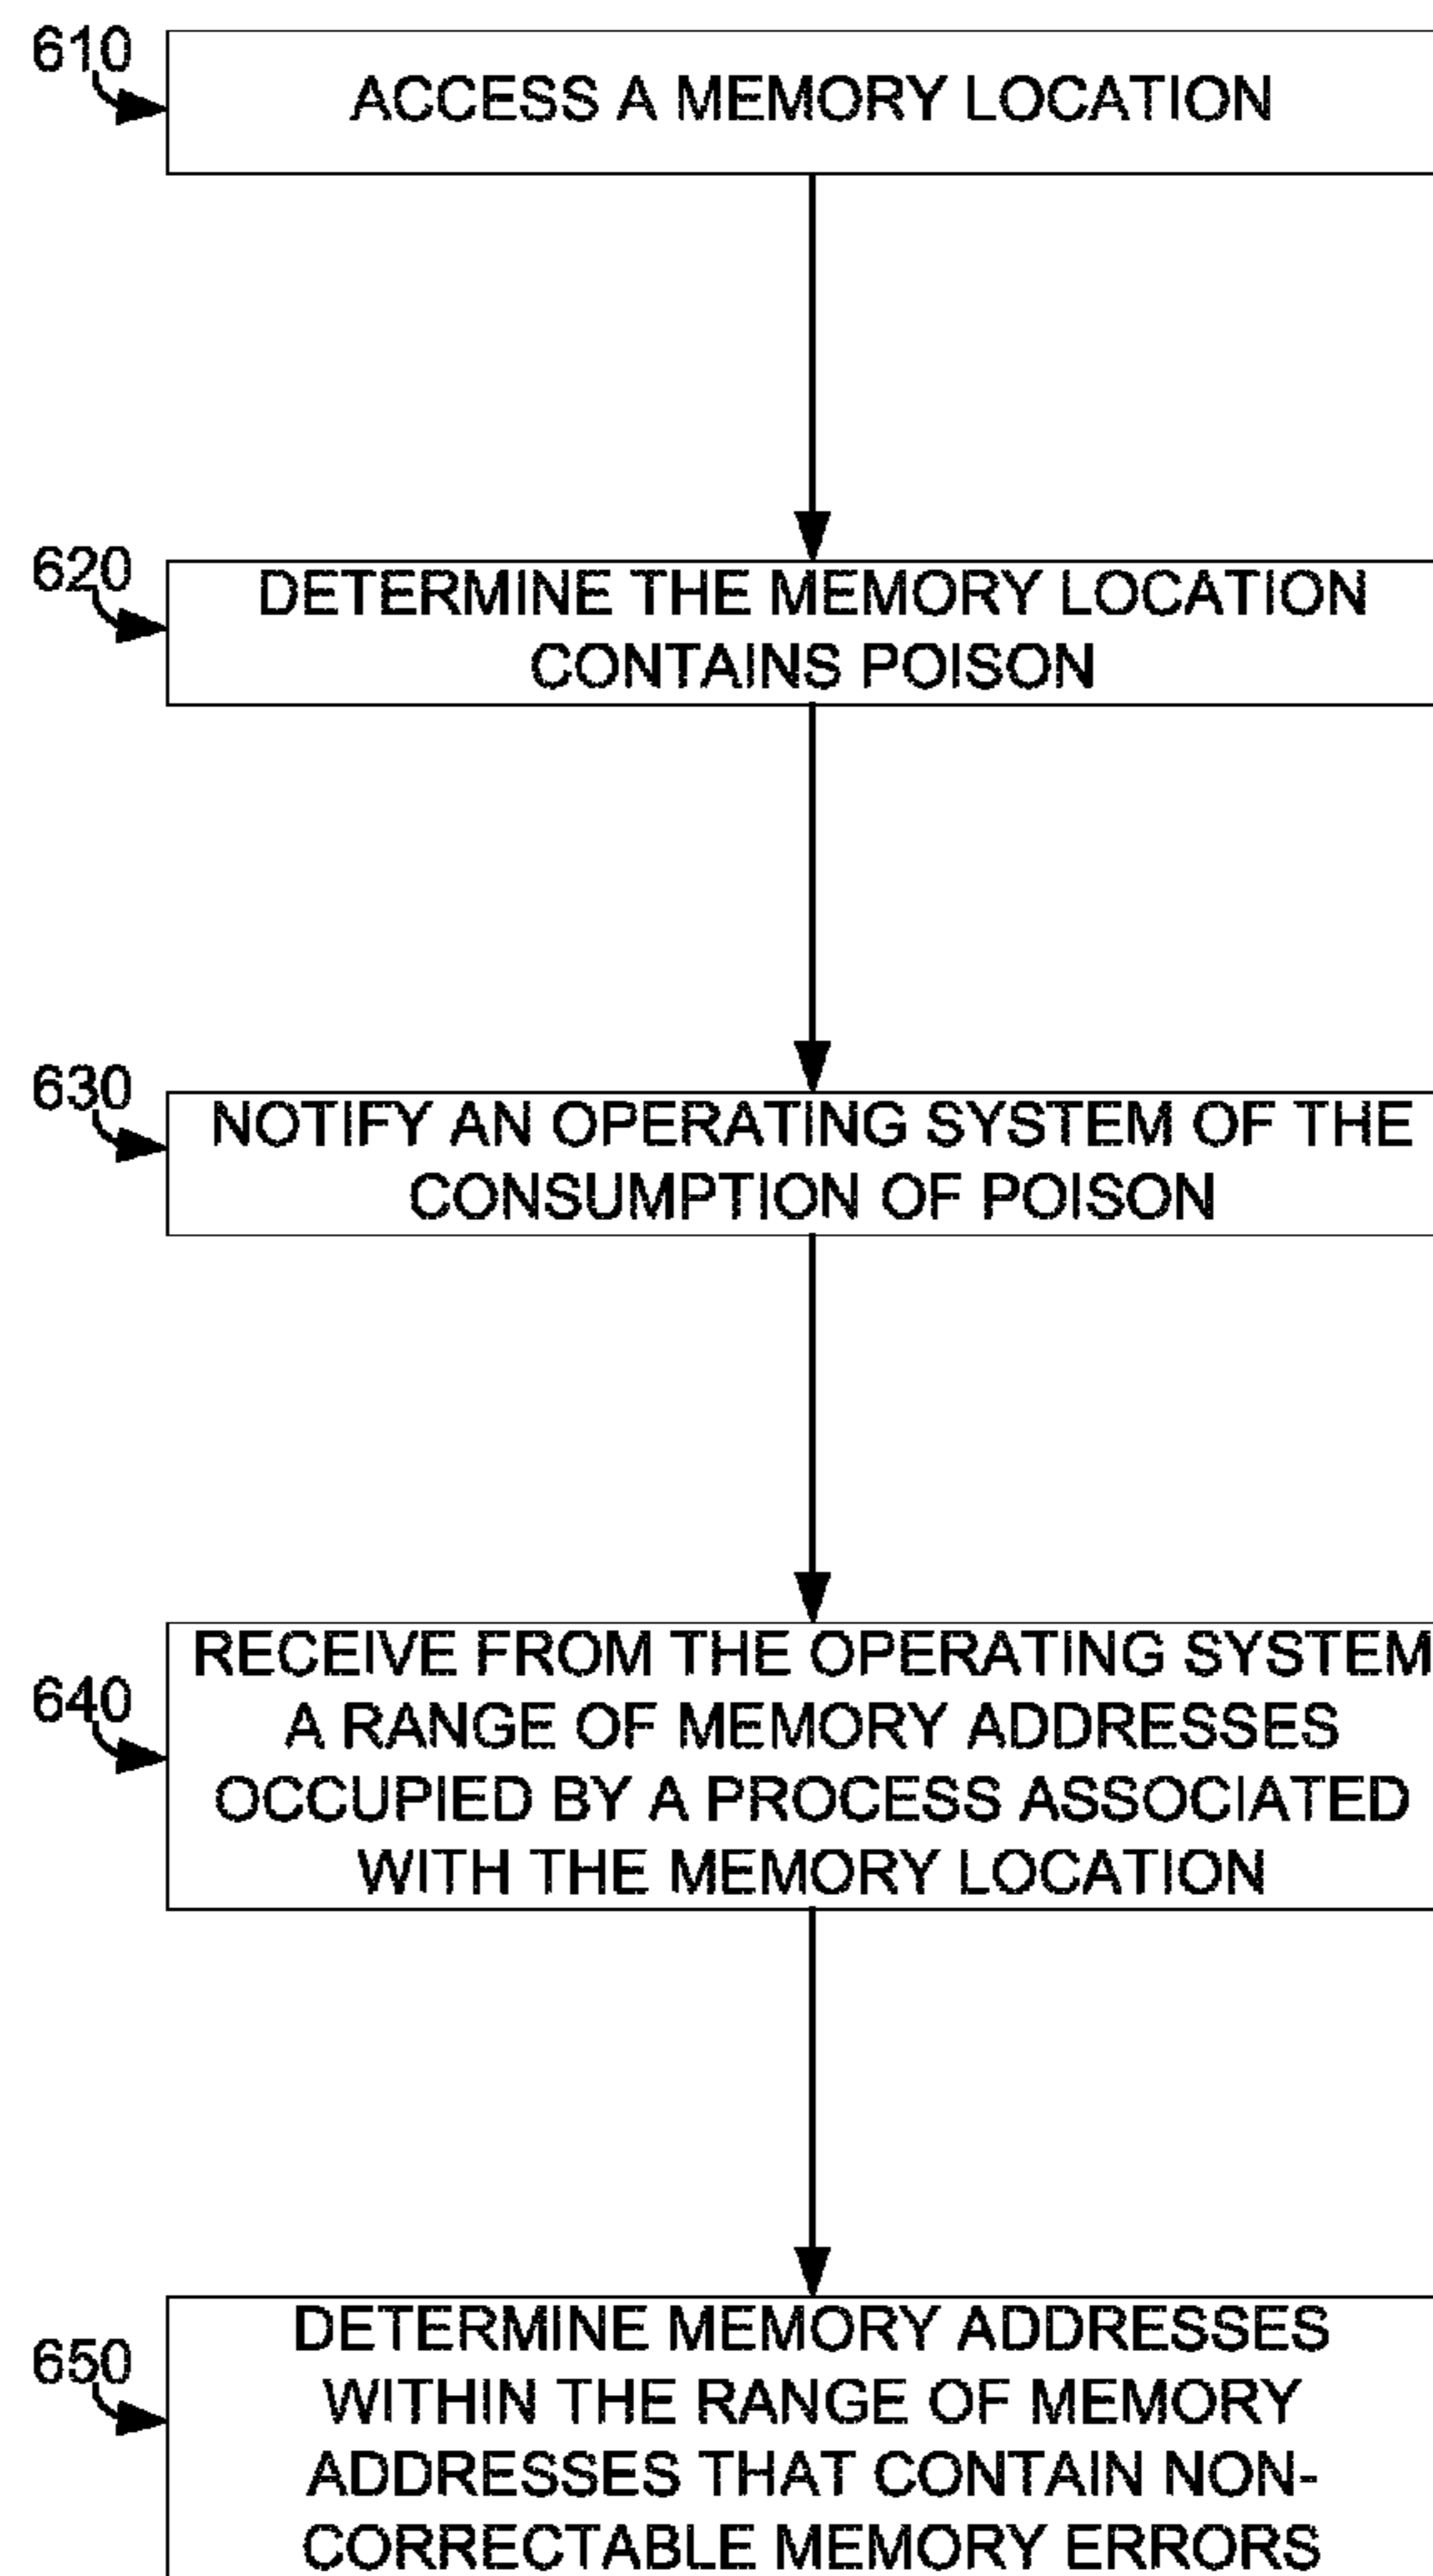 610
ACCESS A MEMORY LOCATION
620
DETERMINE THE MEMORY LOCATION
CONTAINS POISON
630
NOTIFY AN OPERATING SYSTEM OF THE
CONSUMPTION OF POISON
640
RECEIVE FROM THE OPERATING SYSTEM
A RANGE OF MEMORY ADDRESSES
OCCUPIED BY A PROCESS ASSOCIATED
WITH THE MEMORY LOCATION
650
DETERMINE MEMORY ADDRESSES
WITHIN THE RANGE OF MEMORY
ADDRESSES THAT CONTAIN NON-
CORRECTABLE MEMORY ERRORS